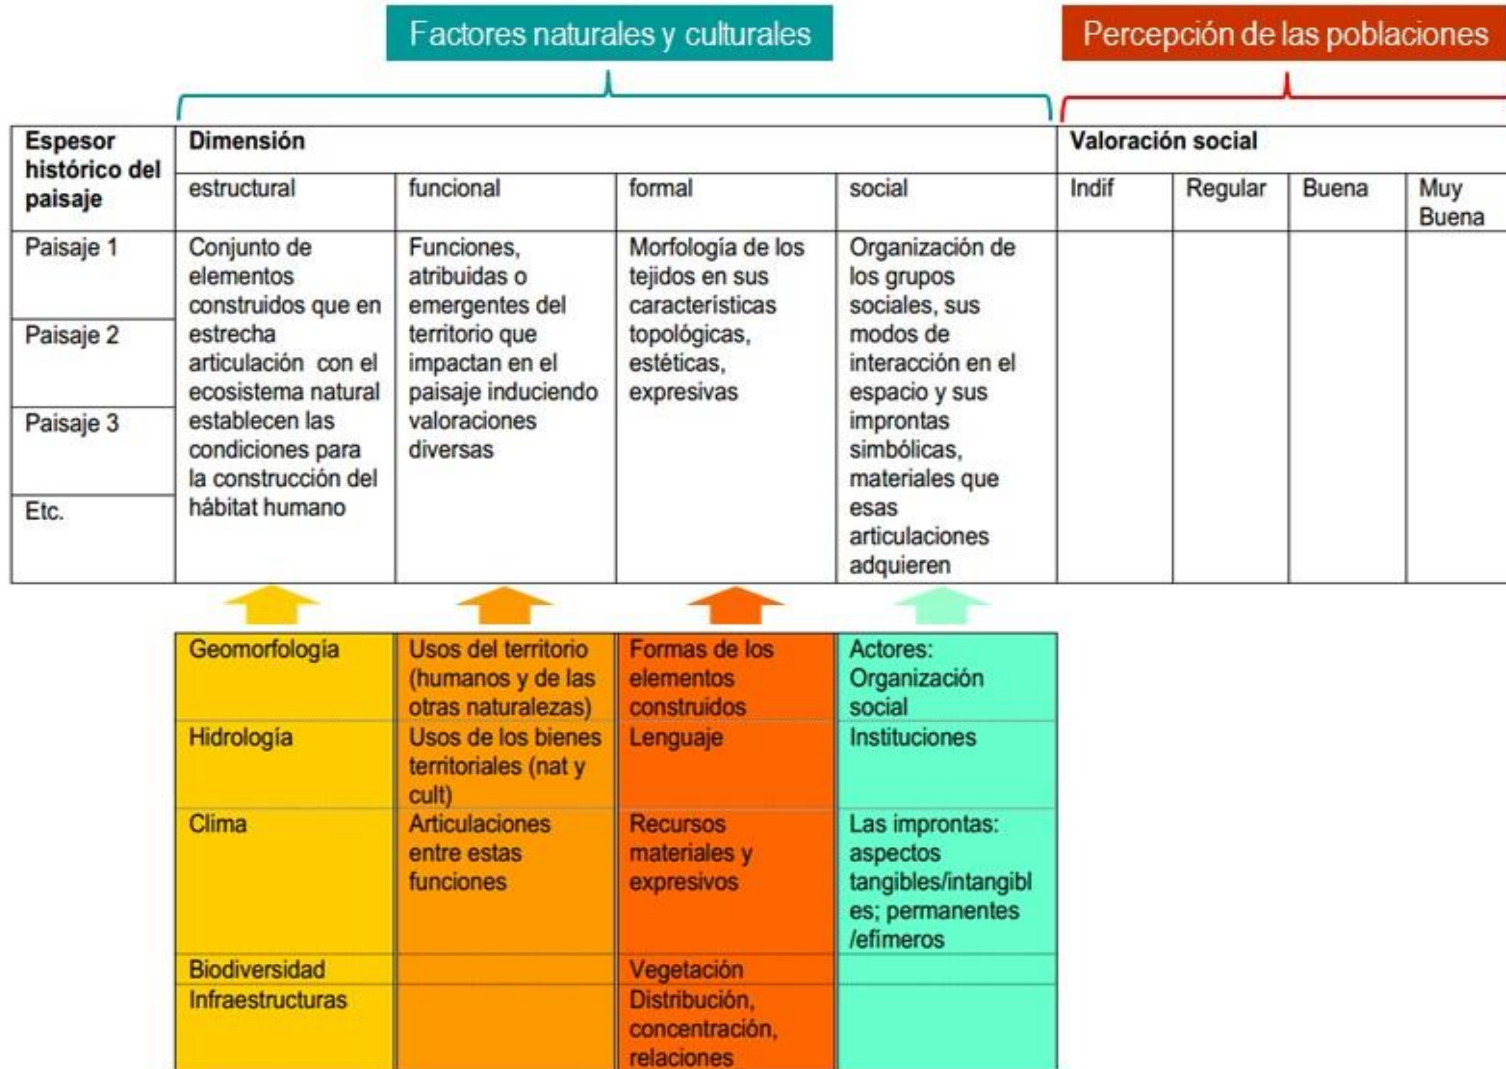 Factores naturales y culturales
Percepción de las poblaciones
Espesor
histórico del
paisaje
Dimensión
Valoración social
estructural
funcional
formal
social
Indif
Regular
Buena
Muy
Buena
Paisaje 1
Paisaje 2
Paisaje 3
Etc.
Conjunto de
elementos
construidos que en
estrecha
articulación con el
ecosistema natural
establecen las
condiciones para
la construcción del
hábitat humano
Funciones,
atribuidas o
emergentes del
territorio que
impactan en el
paisaje induciendo
valoraciones
diversas
Morfología de los
tejidos en sus
características
topológicas,
estéticas,
expresivas
Organización de
los grupos
sociales, sus
modos de
interacción en el
espacio y sus
improntas
simbólicas,
materiales que
esas
articulaciones
adquieren
Geomorfología
Usos del territorio
(humanos y de las
otras naturalezas)
Formas de los
elementos
construidos
Actores:
Organización
social
Hidrología
Usos de los bienes
territoriales (nat y
cult)
Lenguaje
Instituciones
Clima
Articulaciones
entre estas
funciones
Recursos
materiales y
expresivos
Las improntas:
aspectos
tangibles/intangibl
es; permanentes
/efímeros
Biodiversidad
Vegetación
Infraestructuras
Distribución,
concentración,
relaciones